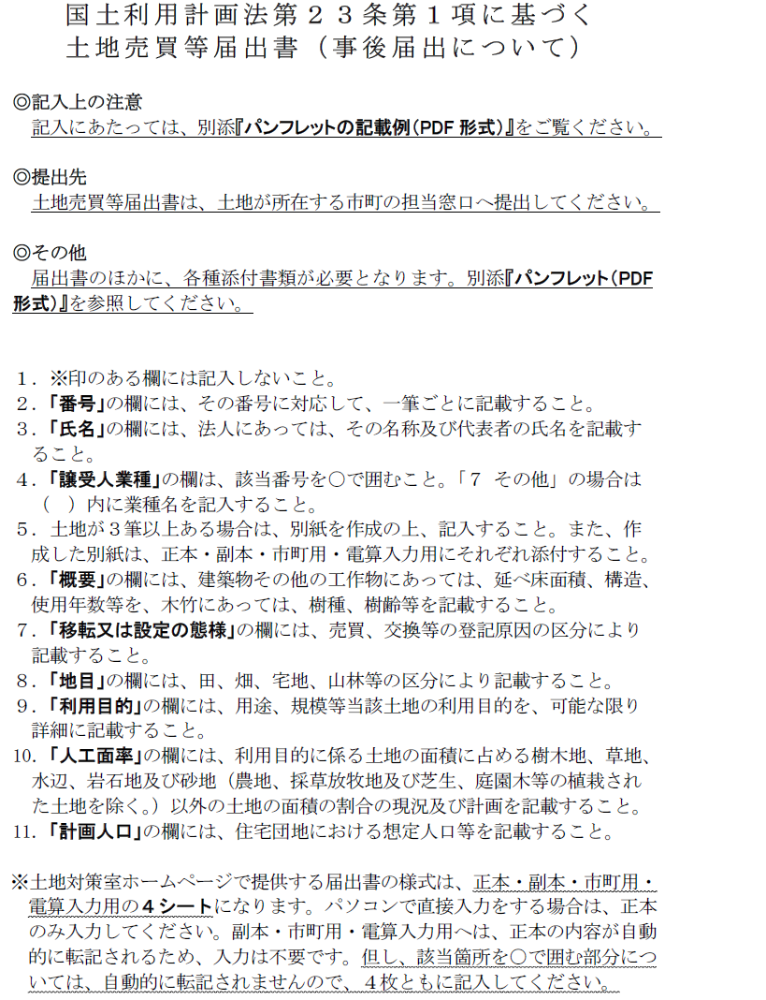 国土利用計画法第２３条第１項に基づく
土地売買等届出書（事後届出について）
◎記入上の注意
記入にあたっては、別添『パンフレットの記載例（PDF 形式）』をご覧ください。
◎提出先
土地売買等届出書は、土地が所在する市町の担当窓口へ提出してください。
◎その他
届出書のほかに、各種添付書類が必要となります。別添『パンフレット（PDF
形式）』を参照してください。
１．※印のある欄には記入しないこと。
２．「番号」の欄には、その番号に対応して、一筆ごとに記載すること。
３．「氏名」の欄には、法人にあっては、その名称及び代表者の氏名を記載す
ること。
４．「譲受人業種」の欄は、該当番号を○で囲むこと。「７ その他」の場合は
（ ）内に業種名を記入すること。
５．土地が３筆以上ある場合は、別紙を作成の上、記入すること。また、作
成した別紙は、正本・副本・市町用・電算入力用にそれぞれ添付すること。
６．「概要」の欄には、建築物その他の工作物にあっては、延べ床面積、構造、
使用年数等を、木竹にあっては、樹種、樹齢等を記載すること。
７．「移転又は設定の態様」の欄には、売買、交換等の登記原因の区分により
記載すること。
８．「地目」の欄には、田、畑、宅地、山林等の区分により記載すること。
９．「利用目的」の欄には、用途、規模等当該土地の利用目的を、可能な限り
詳細に記載すること。
10．「人工面率」の欄には、利用目的に係る土地の面積に占める樹木地、草地、
水辺、岩石地及び砂地（農地、採草放牧地及び芝生、庭園木等の植栽され
た土地を除く。）以外の土地の面積の割合の現況及び計画を記載すること。
11．「計画人口」の欄には、住宅団地における想定人口等を記載すること。
※土地対策室ホームページで提供する届出書の様式は、正本・副本・市町用・
電算入力用の４シートになります。パソコンで直接入力をする場合は、正本
のみ入力してください。副本・市町用・電算入力用へは、正本の内容が自動
的に転記されるため、入力は不要です。但し、該当箇所を○で囲む部分につ
いては、自動的に転記されませんので、４枚ともに記入してください。